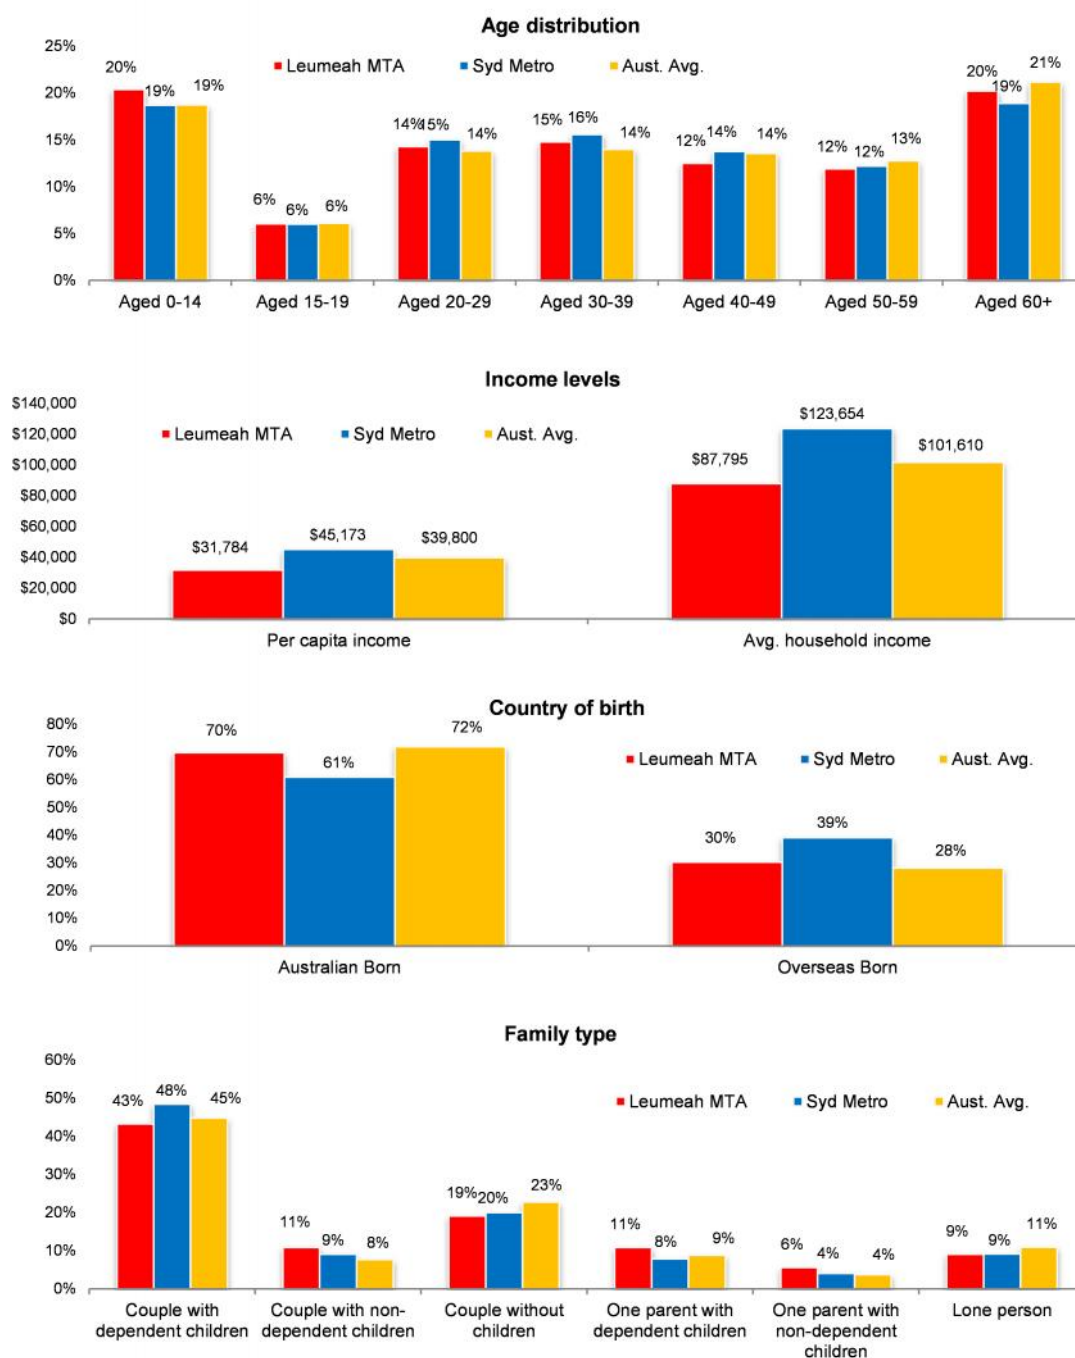 Age distribution
25%
Leumeah MTA Syd Metro Aust. Avg.
20% 19% 19% 14% 15% 14% 15% 16% 14% 12% 14% 14% 12% 12% 13% 20% 19% 21%
20%
15%
10%
6% 6% 6%
5%
0%
Aged 0-14 Aged 15-19 Aged 20-29 Aged 30-39 Aged 40-49 Aged 50-59 Aged 60+
Income levels
$140,000
$120,000
$100,000
$80,000
$60,000
$40,000
$20,000
$0
Leumeah MTA Syd Metro Aust. Avg.
$31,784 $45,173 $39,800
$87,795 $123,654 $101,610
Per capita income Avg. household income
Country of birth
80%
70%
60%
50%
40%
30%
20%
10%
0%
Leumeah MTA Syd Metro Aust. Avg.
70% 61% 72%
30% 39% 28%
Australian Born Overseas Born
Family type
60%
50%
40%
30%
20%
10%
0%
Leumeah MTA Syd Metro Aust. Avg.
43% 48% 45%
11% 9% 8%
19% 20% 23%
11% 8% 9%
6% 4% 4%
9% 9% 11%
Couple with
dependent children
Couple with non-
dependent children
Couple without
children
One parent with
dependent children
One parent with
non-dependent
children
Lone person